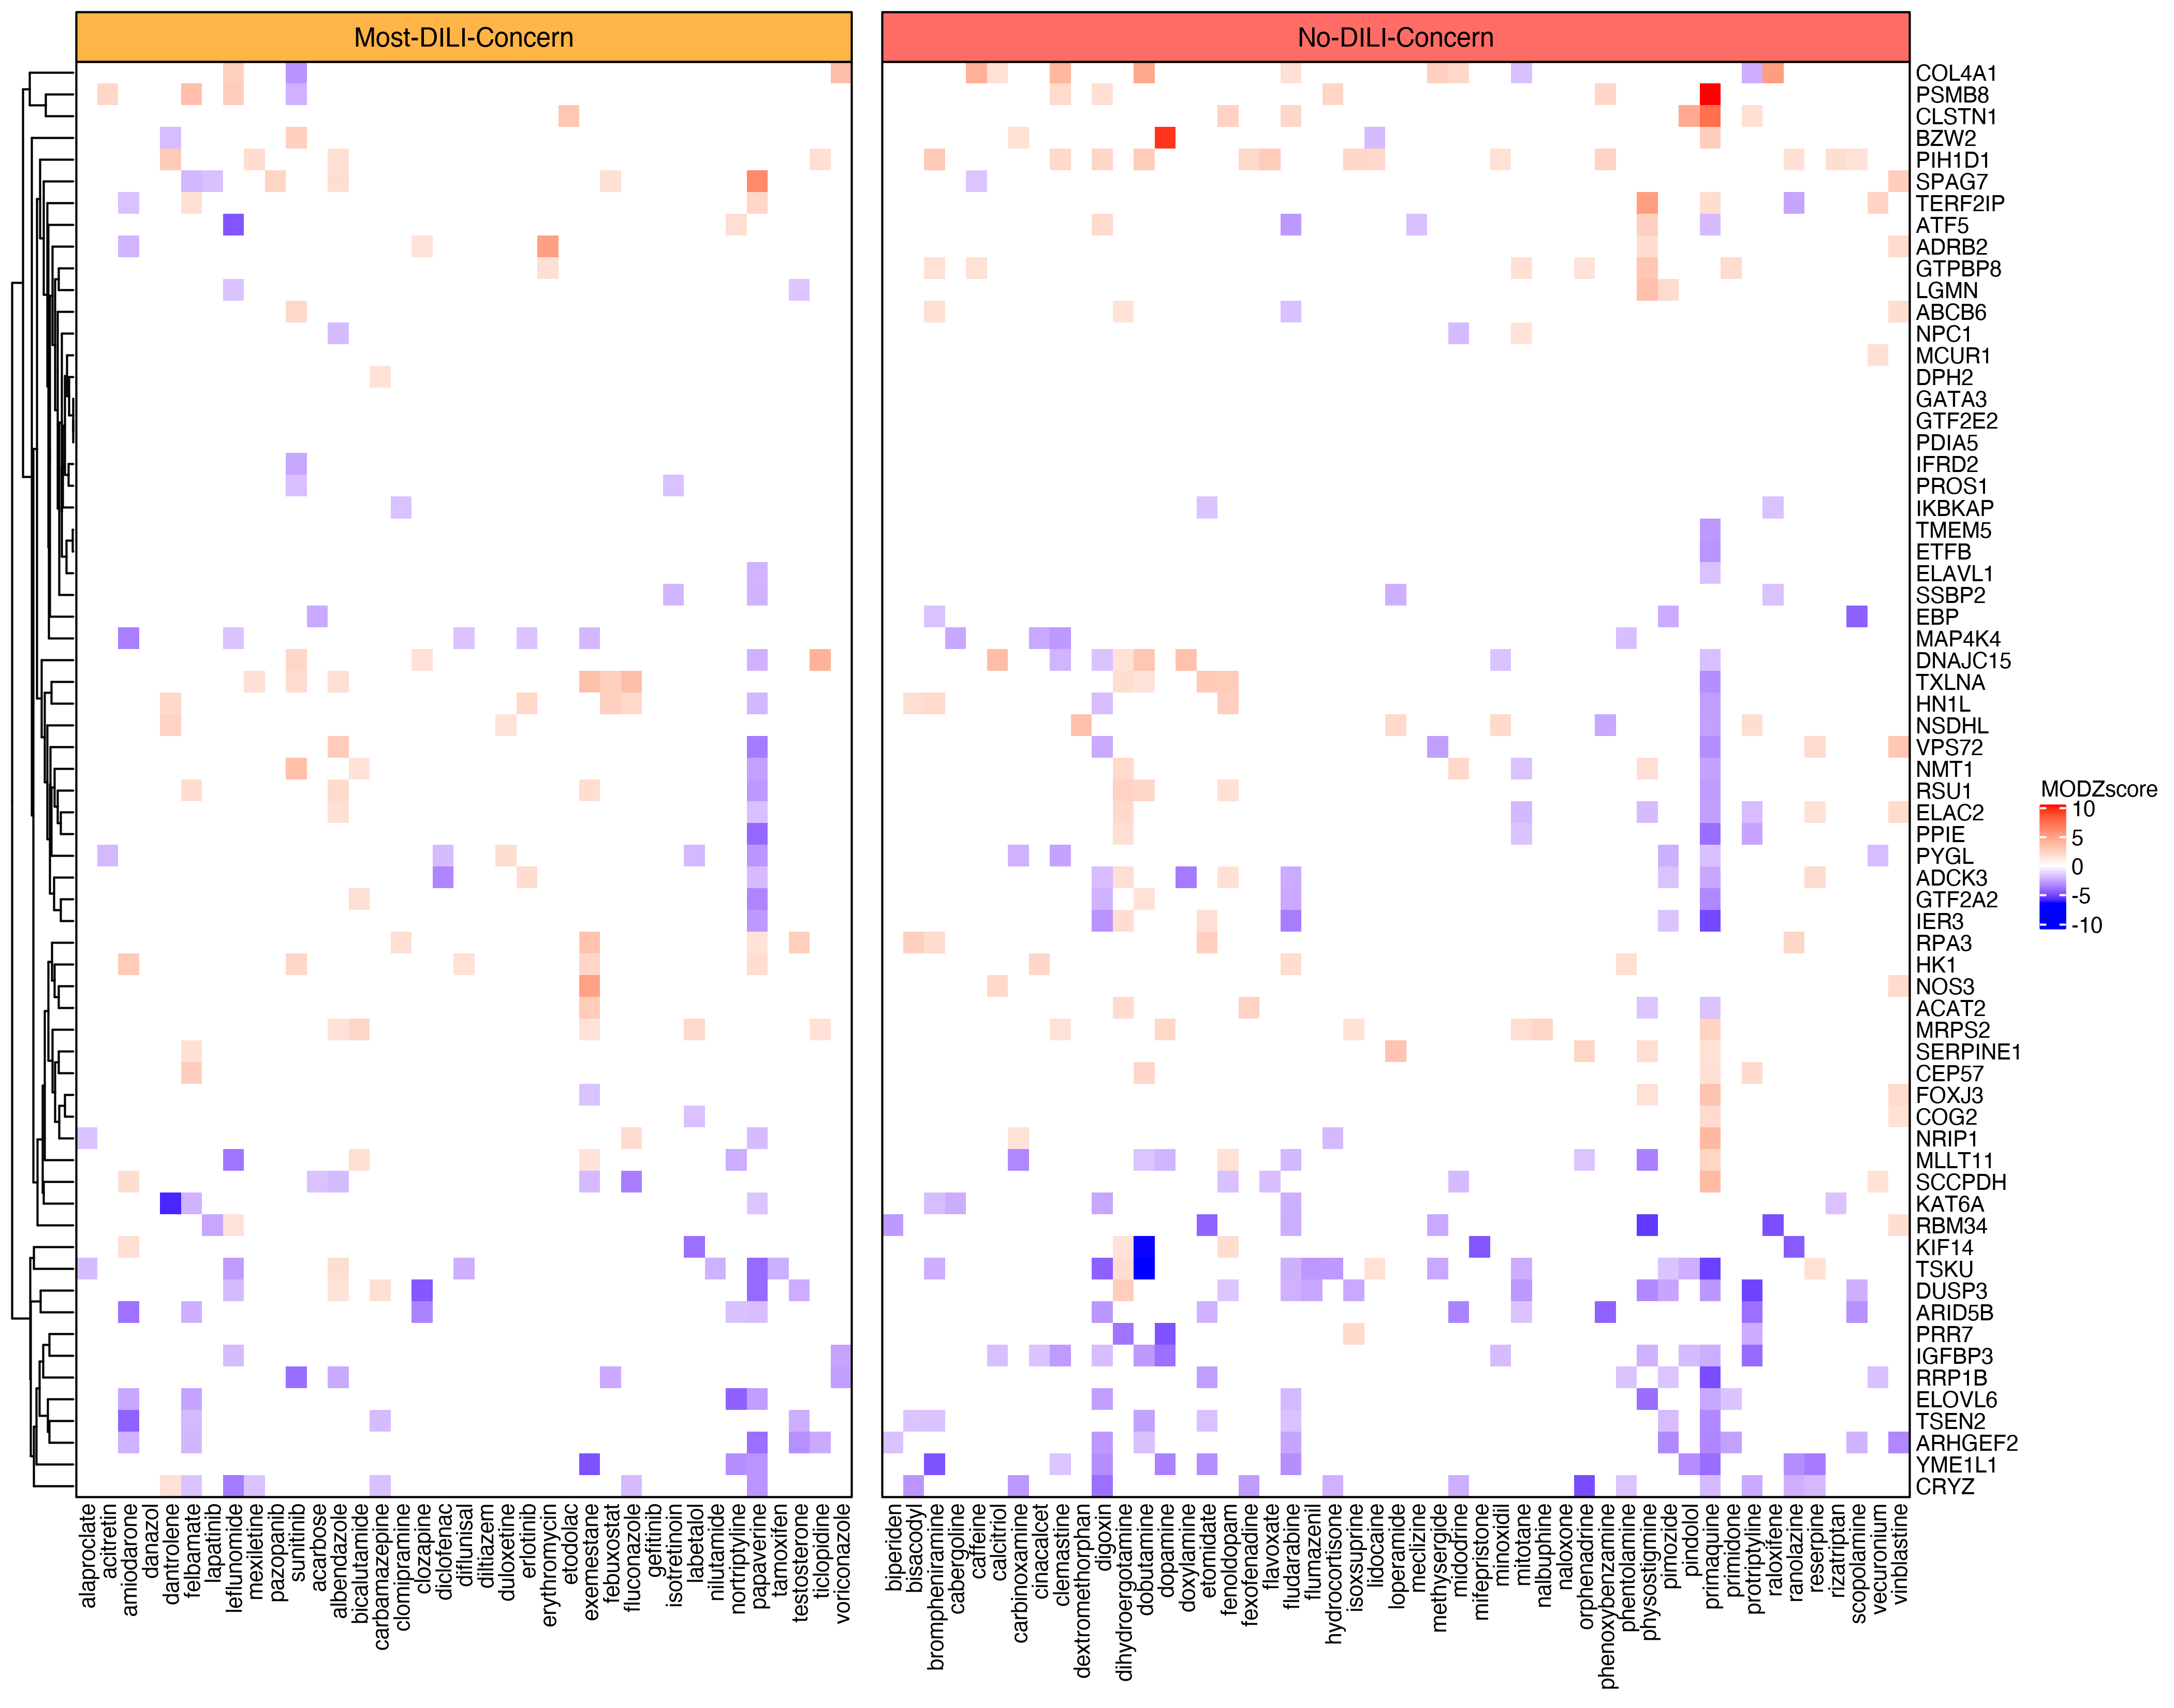 Most-DILI-Concern
No-DILI-Concern
COL4A1
PSMB8
CLSTN1
BZW2
PIH1D1
SPAG7
TERF2IP
ATF5
ADRB2
GTPBP8
LGMN
ABCB6
NPC1
MCUR1
DPH2
GATA3
GTF2E2
PDIA5
IFRD2
PROS1
IKBKAP
TMEM5
ETFB
ELAVL1
SSBP2
EBP
MAP4K4
DNAJC15
TXLNA
HN1L
NSDHL
VPS72
NMT1
RSU1
ELAC2
PPIE
PYGL
ADCK3
GTF2A2
IER3
RPA3
HK1
NOS3
ACAT2
MRPS2
SERPINE1
CEP57
FOXJ3
COG2
NRIP1
MLLT11
SCCPDH
KAT6A
RBM34
KIF14
TSKU
DUSP3
ARID5B
PRR7
IGFBP3
RRP1B
ELOVL6
TSEN2
ARHGEF2
YME1L1
CRYZ
MODZscore
10
5
0
-5
-10
alaproclate
acitretin
amiodarone
danazol
dantrolene
felbamate
lapatinib
leflunomide
mexiletine
pazopanib
sunitinib
acarbose
albendazole
bicalutamide
carbamazepine
clomipramine
clozapine
diclofenac
diflunisal
diltiazem
duloxetine
erlotinib
erythromycin
etodolac
exemestane
febuxostat
fluconazole
gefitinib
isotretinoin
labetalol
nilutamide
nortriptyline
papaverine
tamoxifen
testosterone
ticlopidine
voriconazole
biperiden
bisacodyl
brompheniramine
cabergoline
caffeine
calcitriol
carbinoxamine
cinacalcet
clemastine
dextromethorphan
digoxin
dihydroergotamine
dobutamine
dopamine
doxylamine
etomidate
fenoldopam
fexofenadine
flavoxate
fludarabine
flumazenil
hydrocortisone
isoxsuprine
lidocaine
loperamide
meclizine
methysergide
midodrine
mifepristone
minoxidil
mitotane
nalbuphine
naloxone
orphenadrine
phenoxybenzamine
phentolamine
physostigmine
pimozide
pindolol
primaquine
primidone
protriptyline
raloxifene
ranolazine
reserpine
rizatriptan
scopolamine
vecuronium
vinblastine